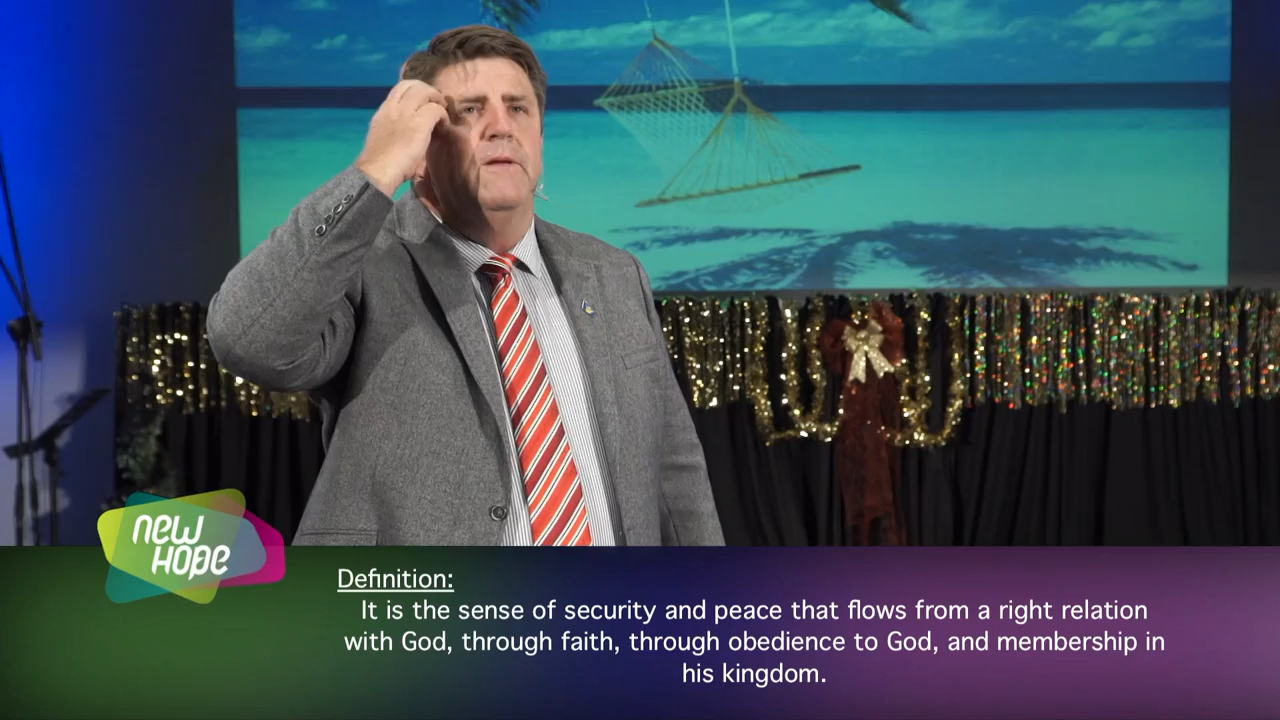 new
Hope
Definition:
It is the sense of security and peace that flows from a right relation
with God, through faith, through obedience to God, and membership in
his kingdom.